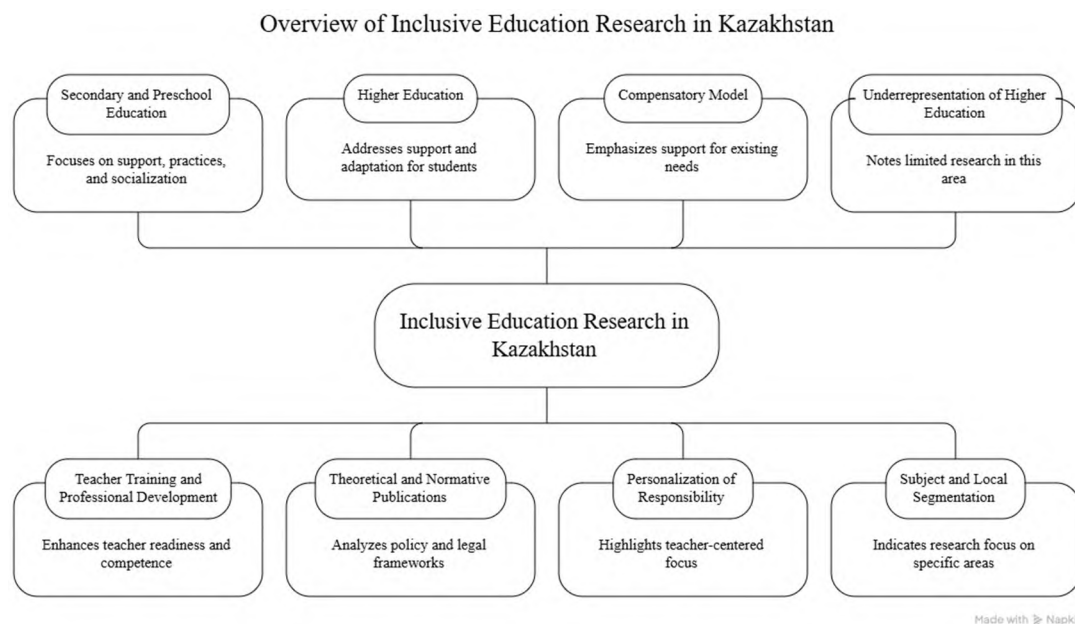 Overview of Inclusive Education Research in Kazakhstan
Secondary and Preschool
Education
Focuses on support, practices,
and socialization
Higher Education
Addresses support and
adaptation for students
Compensatory Model
Emphasizes support for existing
needs
Underrepresentation of Higher
Education
Notes limited research in this
area
Inclusive Education Research in
Kazakhstan
Teacher Training and
Professional Development
Enhances teacher readiness and
competence
Theoretical and Normative
Publications
Analyzes policy and legal
frameworks
Personalization of
Responsibility
Highlights teacher-centered
focus
Subject and Local
Segmentation
Indicates research focus on
specific areas
Made with